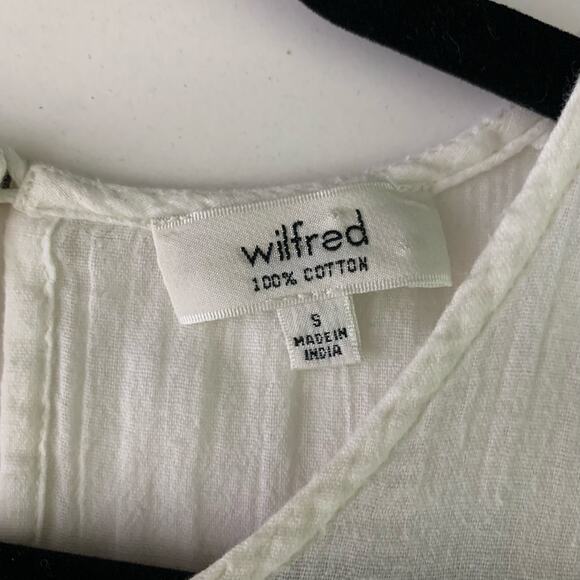 wilfred
100% COTTON
S
MADE IN
INDIA